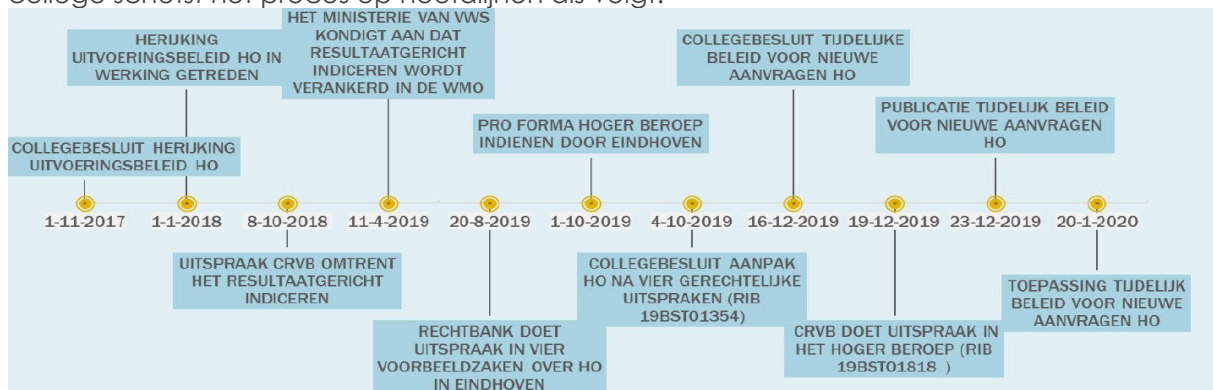 College schetst het proces op hoofdlijnen als volgt:
HET MINISTERIE VAN VWS
KONDIGT AAN DAT
RESULTAATGERICHT
INDICEREN WORDT
VERANKERD IN DE WMO
HERIJKING
UITVOERINGSBELEID HO IN
WERKING GETREDEN
COLLEGEBESLUIT TIJDELIJKE
BELEID VOOR NIEUWE
AANVRAGEN HO
PUBLICATIE TIJDELIJK BELEID
VOOR NIEUWE AANVRAGEN
HO
PRO FORMA HOGER BEROEP
INDIENEN DOOR EINDHOVEN
COLLEGEBESLUIT HERIJKING
UITVOERINGSBELEID HO
1-11-2017 1-1-2018 8-10-2018 11-4-2019 20-8-2019 1-10-2019 4-10-2019 16-12-2019 19-12-2019 23-12-2019 20-1-2020
UITSPRAAK CRVB OMTRENT
HET RESULTAATGERICHT
INDICEREN
COLLEGEBESLUIT AANPAK
HO NA VIER GERECHTELIJKE
UITSPRAKEN (RIB
19BST01354)
TOEPASSING TIJDELIJK
BELEID VOOR NIEUWE
AANVRAGEN HO
RECHTBANK DOET
UITSPRAAK IN VIER
VOORBEELDZAKEN OVER HO
IN EINDHOVEN
CRVB DOET UITSPRAAK IN
HET HOGER BEROEP (RIB
19BST01818 )